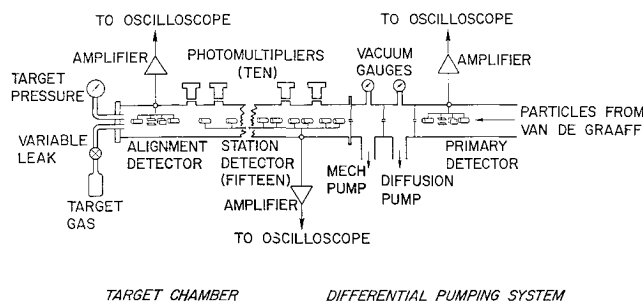 TO OSCILLOSCOPE
TO OSCILLOSCOPE
AMPLIFIER
PHOTOMULTIPLIERS
(TEN)
VACUUM
GAUGES
AMPLIFIER
TARGET
PRESSURE
PARTICLES FROM
VAN DE GRAAFF
VARIABLE
LEAK
ALIGNMENT
DETECTOR
STATION
DETECTOR
(FIFTEEN)
MECH
PUMP
DIFFUSION
PUMP
PRIMARY
DETECTOR
TARGET
GAS
AMPLIFIER
TO OSCILLOSCOPE
TARGET CHAMBER
DIFFERENTIAL PUMPING SYSTEM